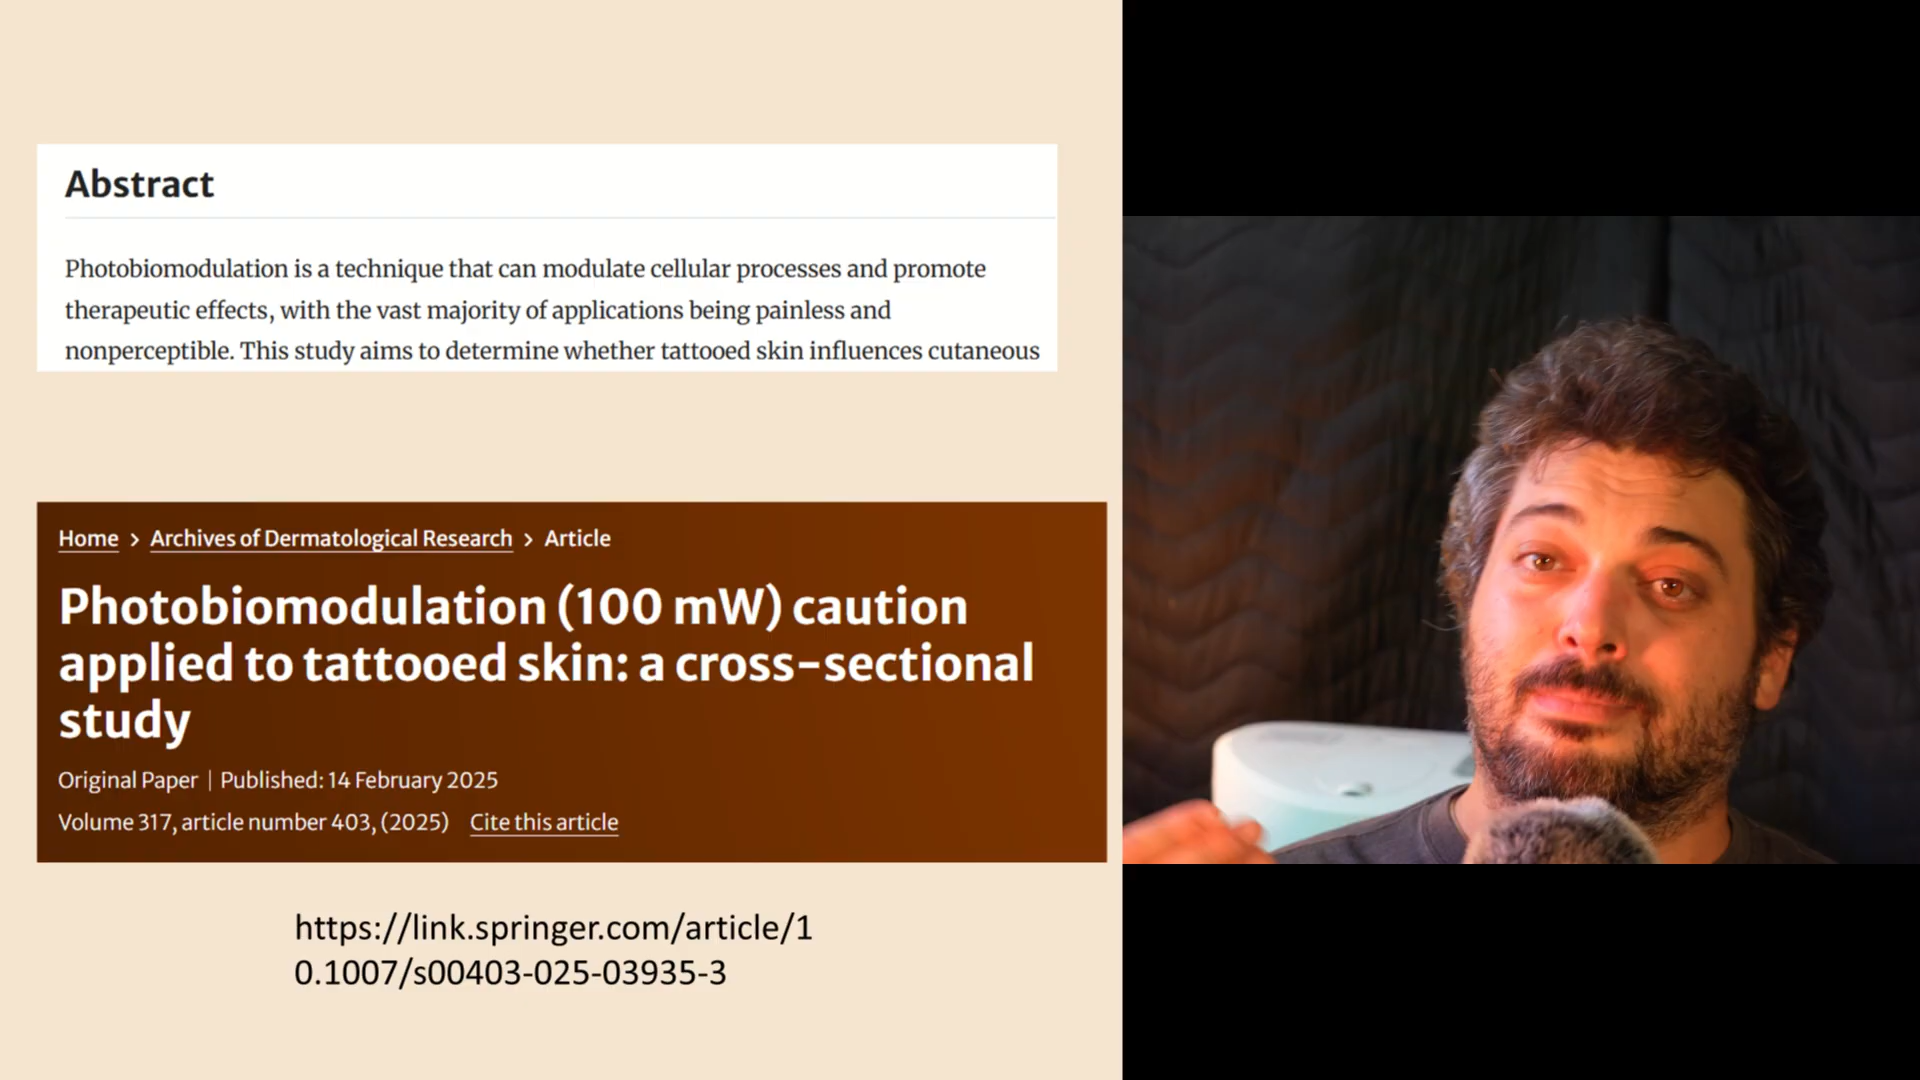 Abstract
Photobiomodulation is a technique that can modulate cellular processes and promote
therapeutic effects, with the vast majority of applications being painless and
nonperceptible. This study aims to determine whether tattooed skin influences cutaneous
Home > Archives of Dermatological Research > Article
Photobiomodulation (100 mW) caution
applied to tattooed skin: a cross-sectional
study
Original Paper | Published: 14 February 2025
Volume 317, article number 403, (2025) Cite this article
https://link.springer.com/article/1
0.1007/s00403-025-03935-3